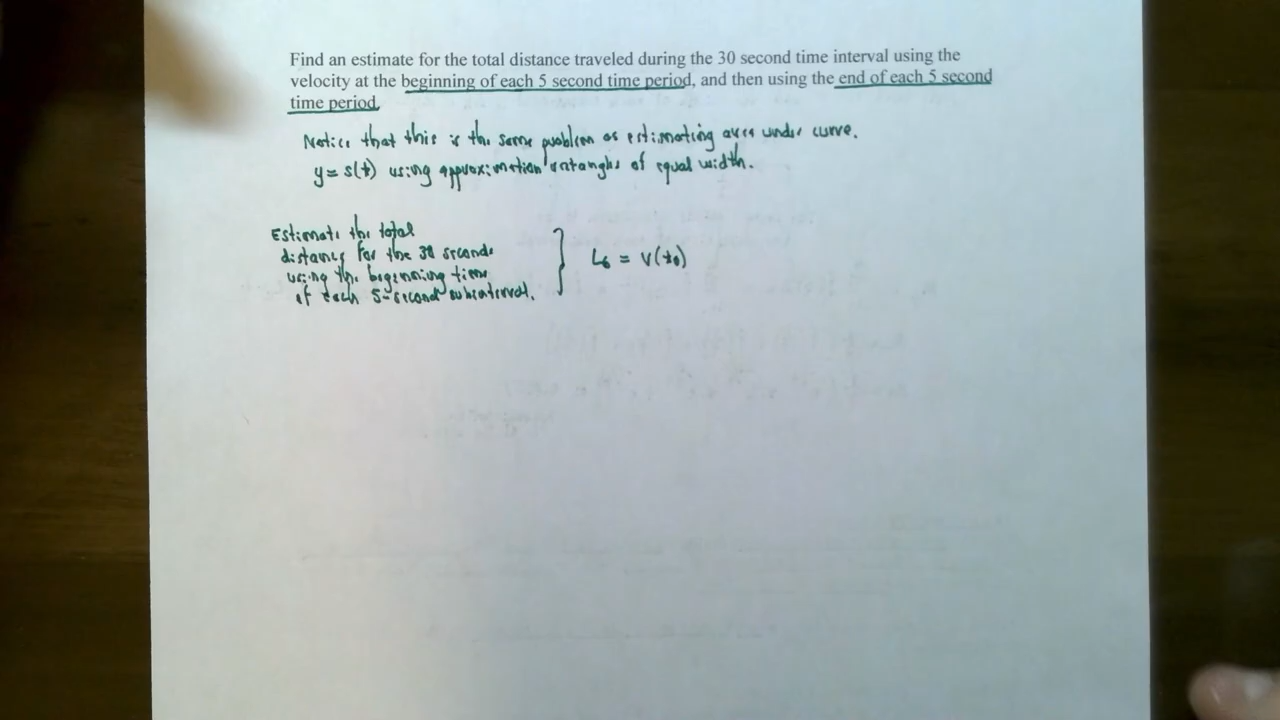 Find an estimate for the total distance traveled during the 30 second time interval using the
velocity at the beginning of each 5 second time period, and then using the end of each 5 second
time period.
Notice that this is the same problem as estimating area under curve.
y = s(t) using approximation rectangles of equal width.
Estimate the total
distance for the 30 seconds
using the beginning time
of each 5-second subinterval.
L₆ = v(t₀)